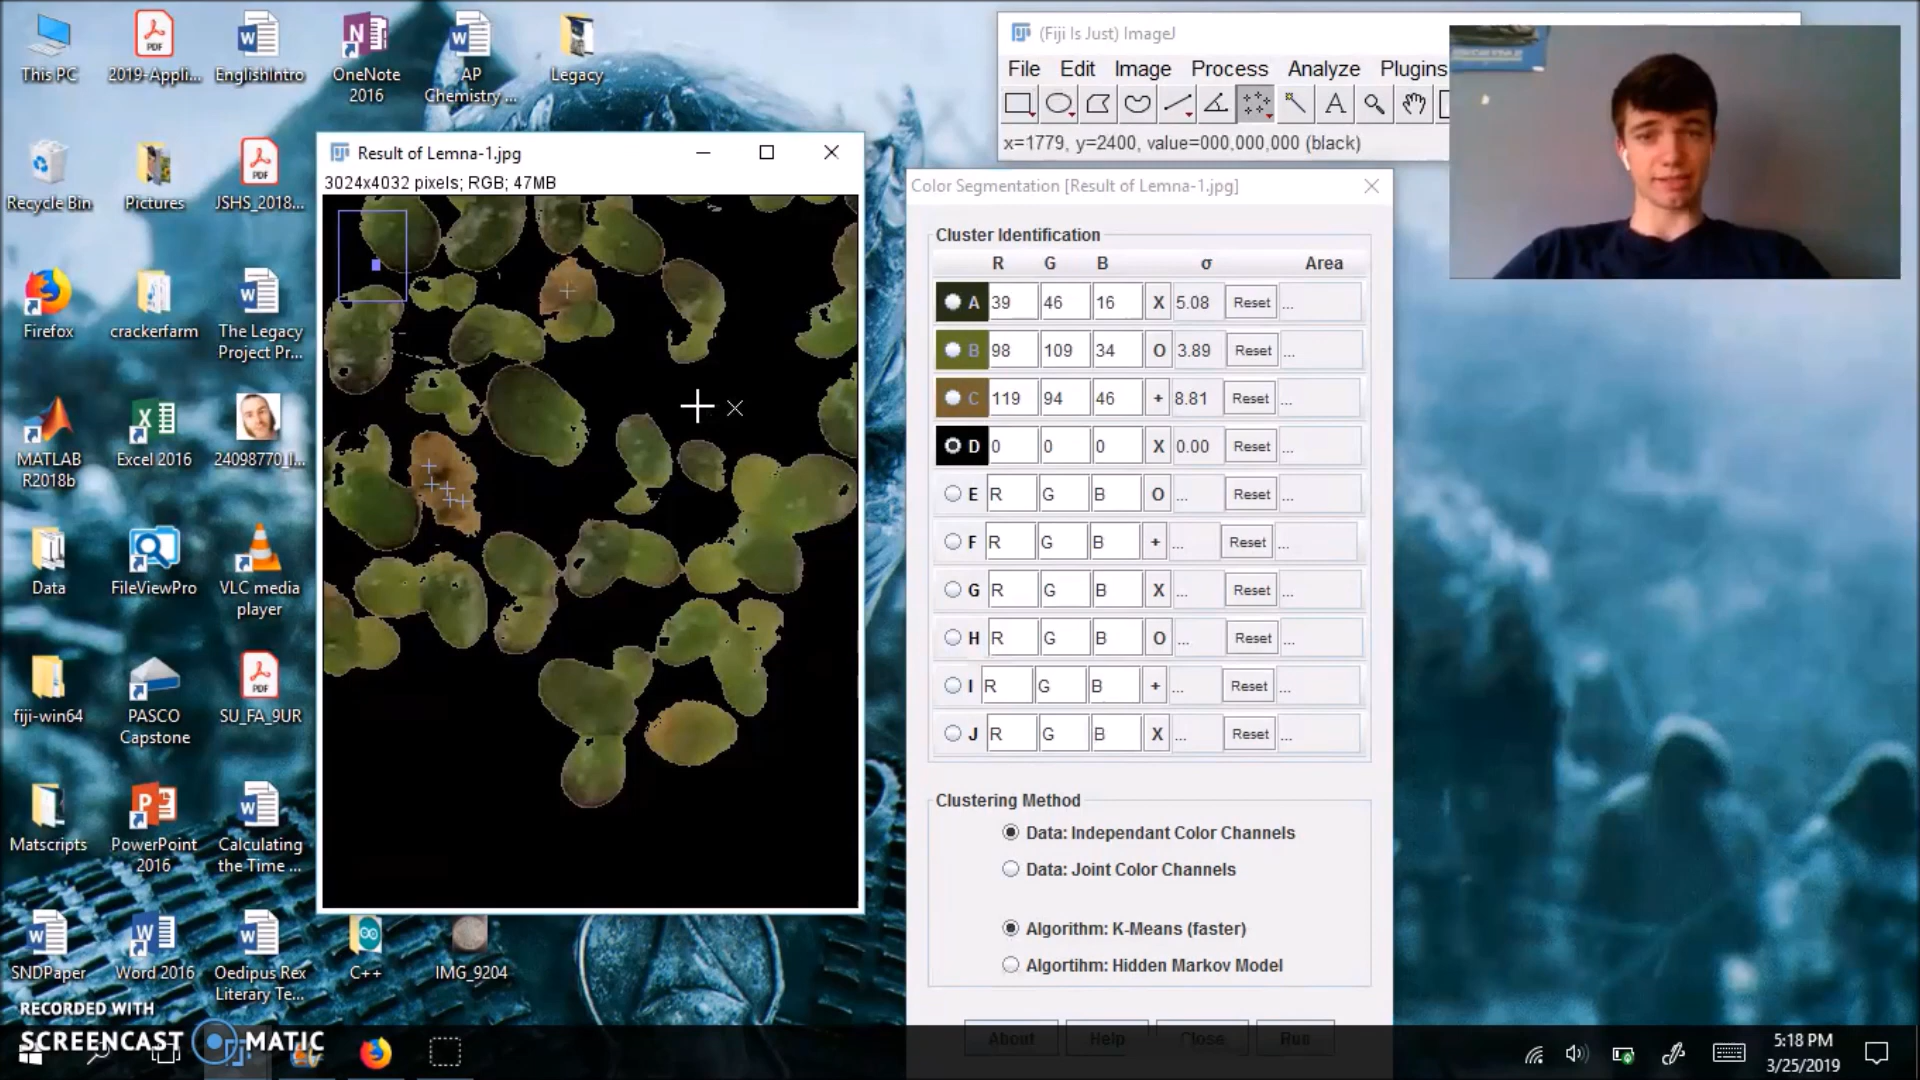 This PC
2019-Appli...
EnglishIntro
OneNote
2016
AP
Chemistry ...
Legacy
Recycle Bin
Pictures
JSHS_2018...
Firefox
crackerfarm
The Legacy
Project Pr...
MATLAB
R2018b
Excel 2016
24098770_l...
Data
FileViewPro
VLC media
player
fiji-win64
PASCO
Capstone
SU_FA_9UR
Matscripts
PowerPoint
2016
Calculating
the Time ...
SNDPaper
Word 2016
Oedipus Rex
Literary Te...
C++
IMG_9204
RECORDED WITH
SCREENCAST MATIC
Result of Lemna-1.jpg
3024x4032 pixels; RGB; 47MB
(Fiji Is Just) ImageJ
File Edit Image Process Analyze Plugins
A
x=1779, y=2400, value=000,000,000 (black)
Color Segmentation [Result of Lemna-1.jpg]
Cluster Identification
R G B σ Area
A 39 46 16 X 5.08 Reset ...
B 98 109 34 O 3.89 Reset ...
C 119 94 46 + 8.81 Reset ...
D 0 0 0 X 0.00 Reset ...
E R G B O ... Reset ...
F R G B + ... Reset ...
G R G B X ... Reset ...
H R G B O ... Reset ...
I R G B + ... Reset ...
J R G B X ... Reset ...
Clustering Method
Data: Independant Color Channels
Data: Joint Color Channels
Algorithm: K-Means (faster)
Algortihm: Hidden Markov Model
About Help Close Run
5:18 PM
3/25/2019